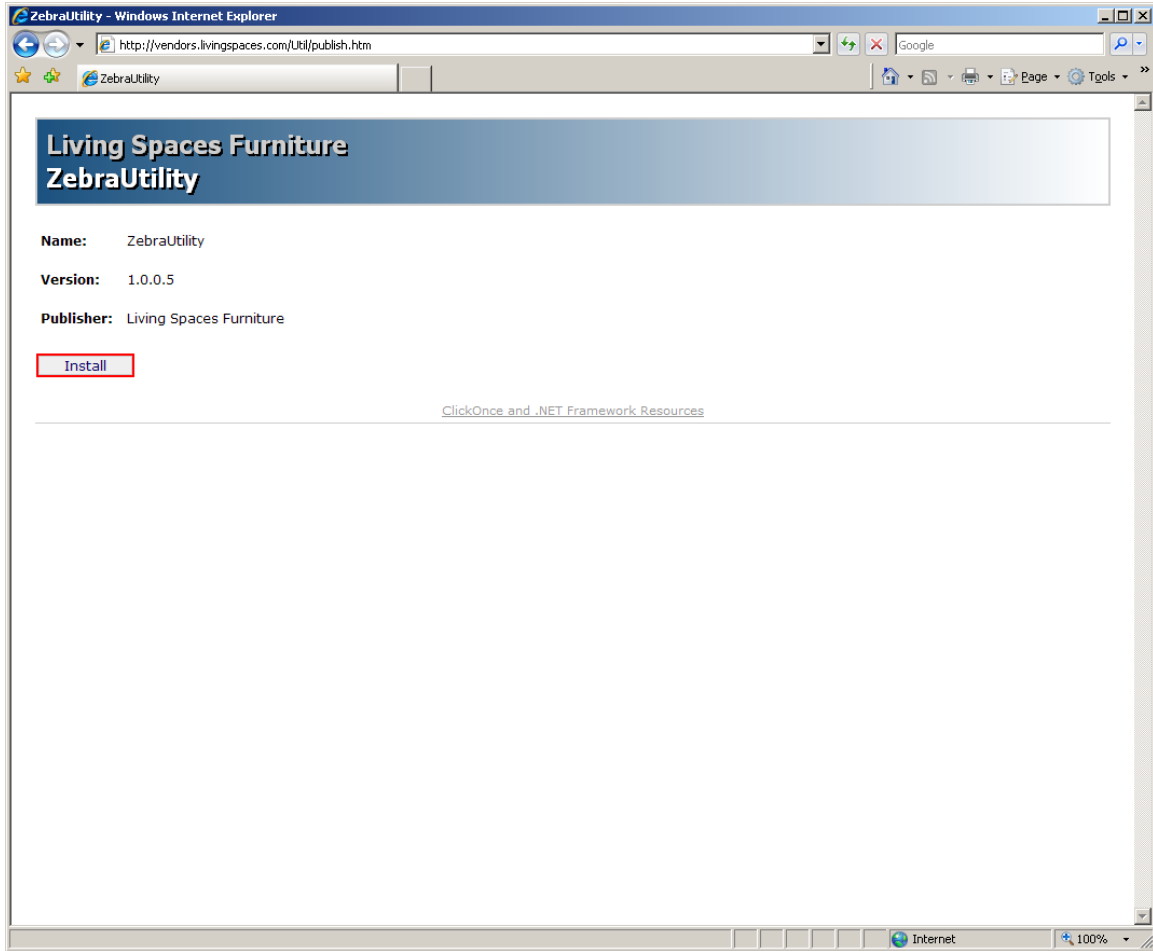 ZebraUtility - Windows Internet Explorer
http://vendors.livingspaces.com/Util/publish.htm
Google
ZebraUtility
Page
Tools
»
Living Spaces Furniture
ZebraUtility
Name: ZebraUtility
Version: 1.0.0.5
Publisher: Living Spaces Furniture
Install
ClickOnce and .NET Framework Resources
Internet
100%